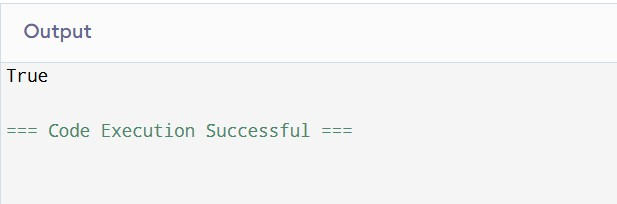 Output
True
=== Code Execution Successful ===